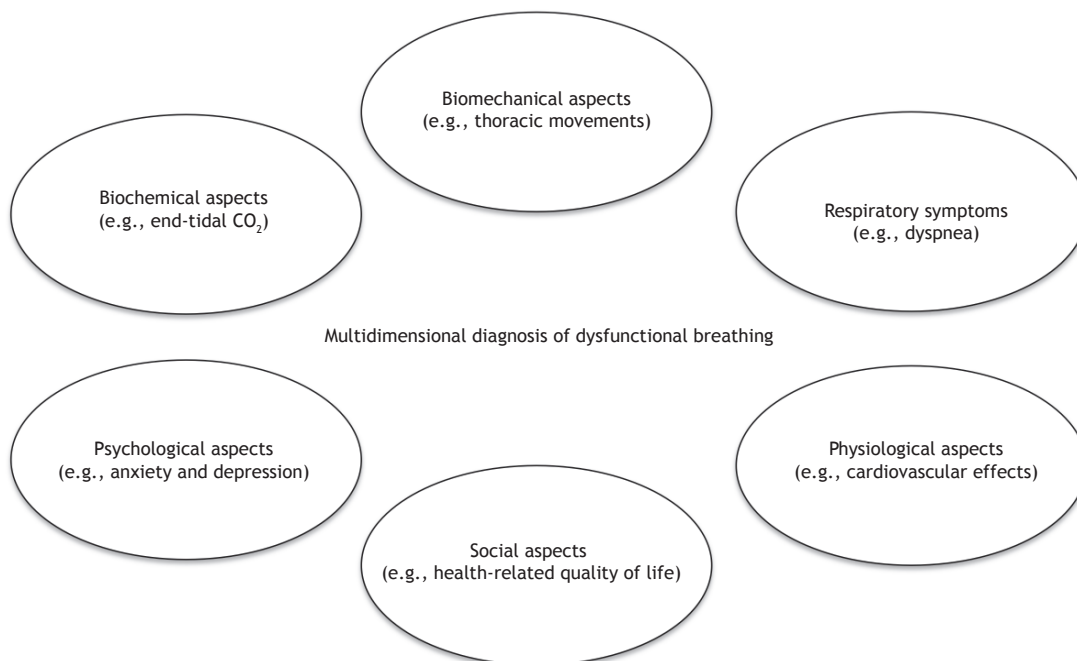 Biomechanical aspects
(e.g., thoracic movements)
Biochemical aspects
(e.g., end-tidal CO₂)
Respiratory symptoms
(e.g., dyspnea)
Multidimensional diagnosis of dysfunctional breathing
Psychological aspects
(e.g., anxiety and depression)
Physiological aspects
(e.g., cardiovascular effects)
Social aspects
(e.g., health-related quality of life)